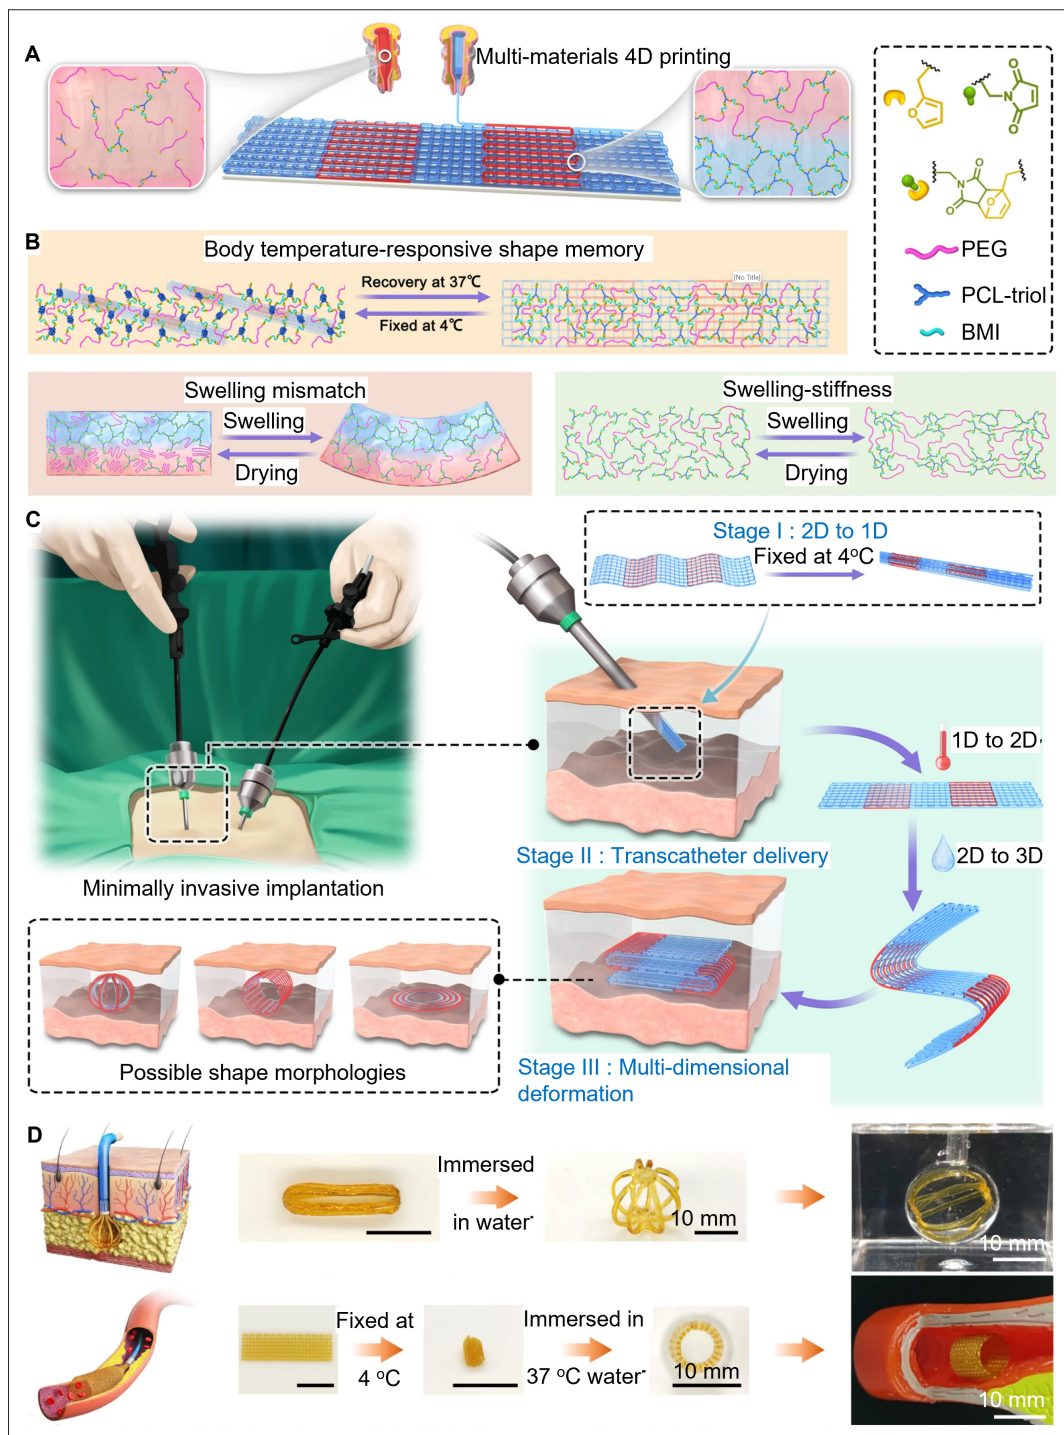 A
Multi-materials 4D printing
N
O
O
O
N
O
O
N
O
O
O
PEG
PCL-triol
BMI
B
Body temperature-responsive shape memory
Recovery at 37℃
Fixed at 4℃
[No Title]
Swelling mismatch
Swelling
Drying
Swelling-stiffness
Swelling
Drying
C
Stage I : 2D to 1D
Fixed at 4°C
1D to 2D
Stage II : Transcatheter delivery
2D to 3D
Minimally invasive implantation
Possible shape morphologies
Stage III : Multi-dimensional
deformation
D
Immersed
in water
10 mm
10 mm
Fixed at
4 °C
Immersed in
37 °C water
10 mm
10 mm